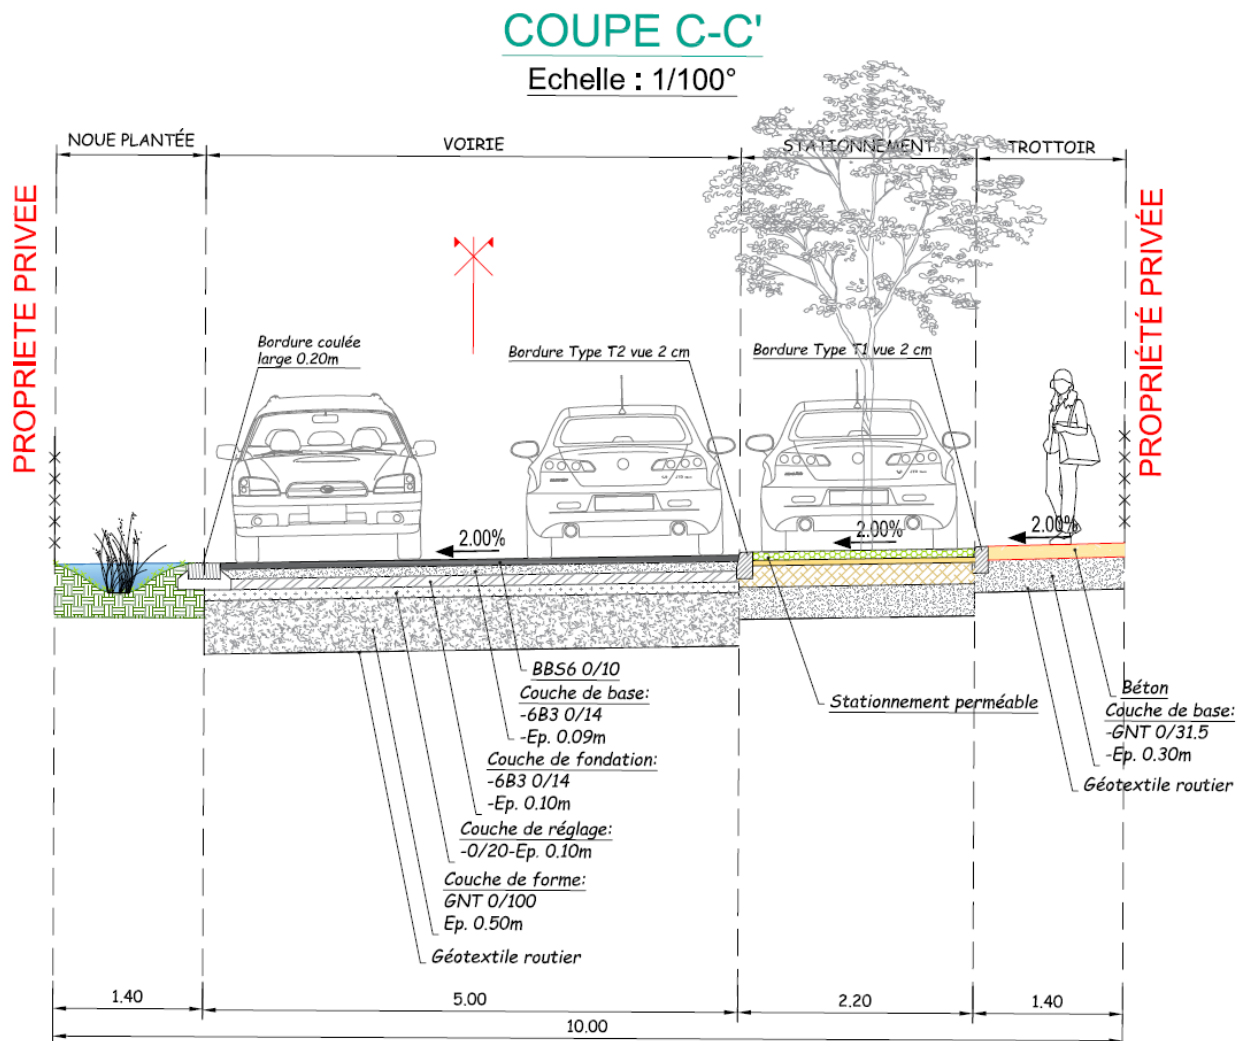 COUPE C-C'
Echelle : 1/100°
NOUE PLANTÉE
VOIRIE
STATIONNEMENT
TROTTOIR
PROPRIETE PRIVEE
PROPRIÉTÉ PRIVÉE
Bordure coulée
large 0.20m
Bordure Type T2 vue 2 cm
Bordure Type T1 vue 2 cm
2.00%
2.00%
2.00%
BBS6 0/10
Couche de base:
-6B3 0/14
-Ep. 0.09m
Couche de fondation:
-6B3 0/14
-Ep. 0.10m
Couche de réglage:
-0/20-Ep. 0.10m
Couche de forme:
GNT 0/100
Ep. 0.50m
Géotextile routier
Stationnement perméable
Béton
Couche de base:
-GNT 0/31.5
-Ep. 0.30m
Géotextile routier
1.40
5.00
2.20
1.40
10.00